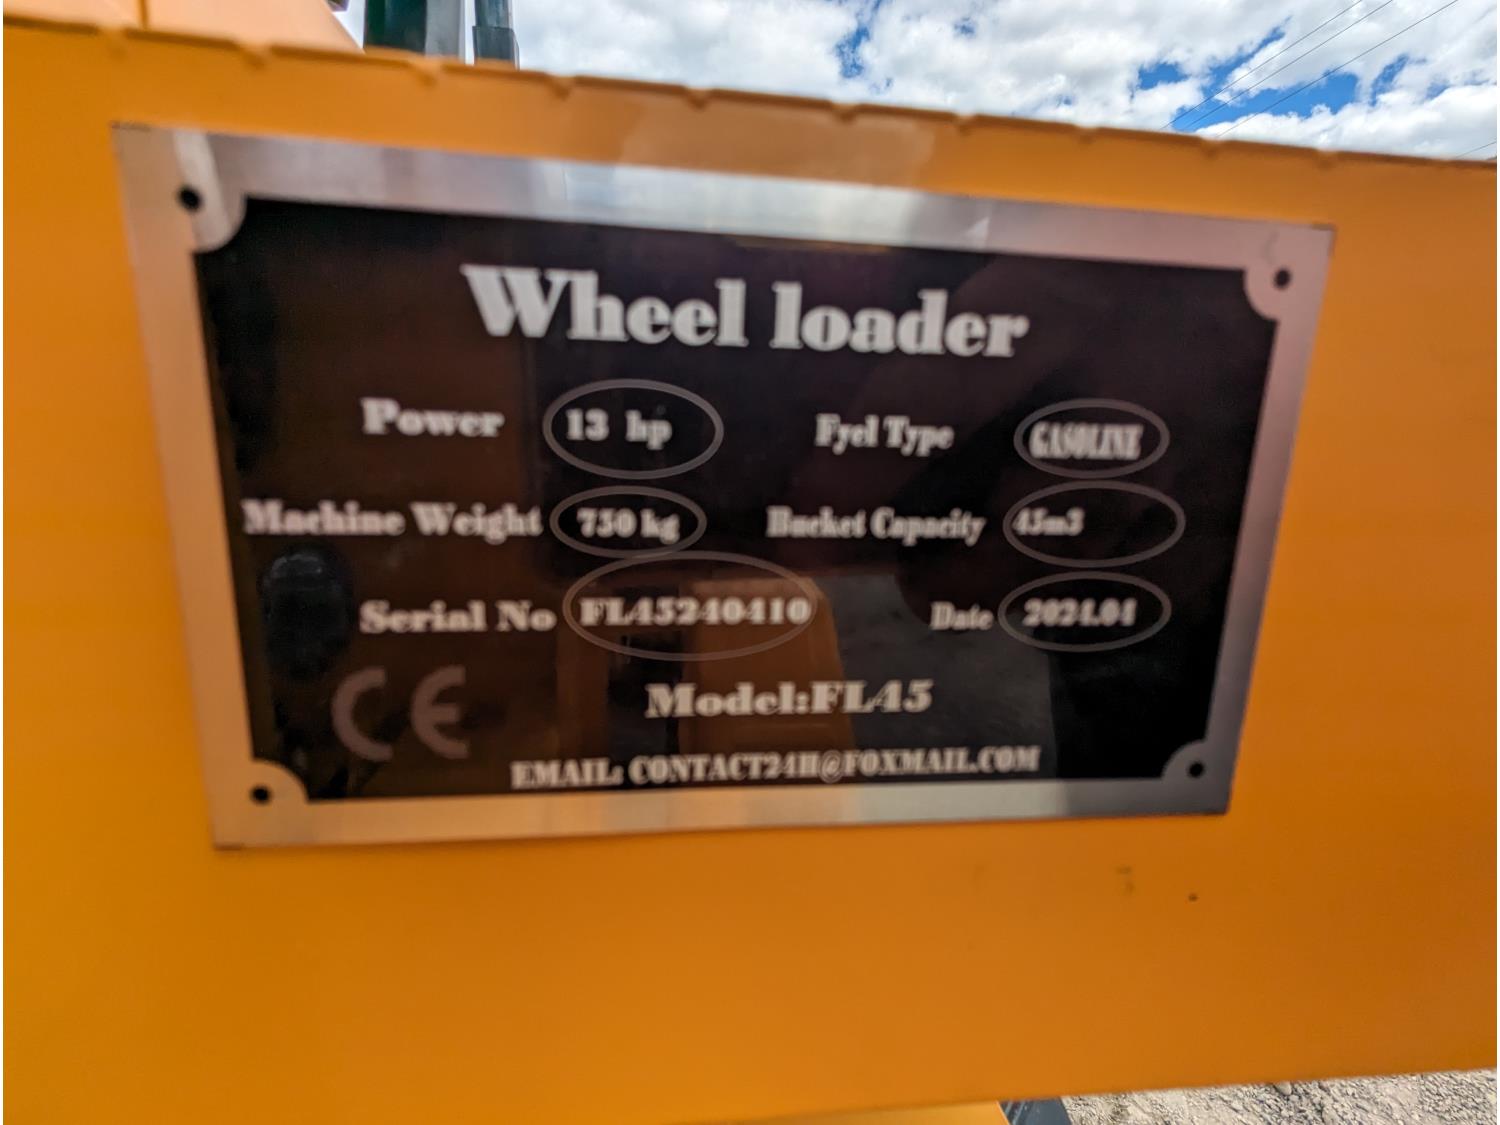 Wheel loader
Power 13 hp Fyel Type GASOLINE
Machine Weight 750 kg Bucket Capacity 45m3
Serial No FL45240410 Date 2024.04
CE
Model:FL45
EMAIL: CONTACT24H@FOXMAIL.COM